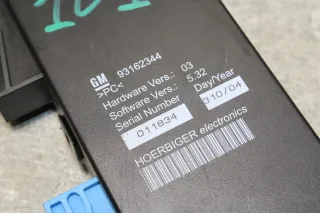 GM 93162344
>PC<
Hardware Vers.: 03
Software Vers.: 5.32
Serial Number Day/Year
011834 310/04
HOERBIGER electronics